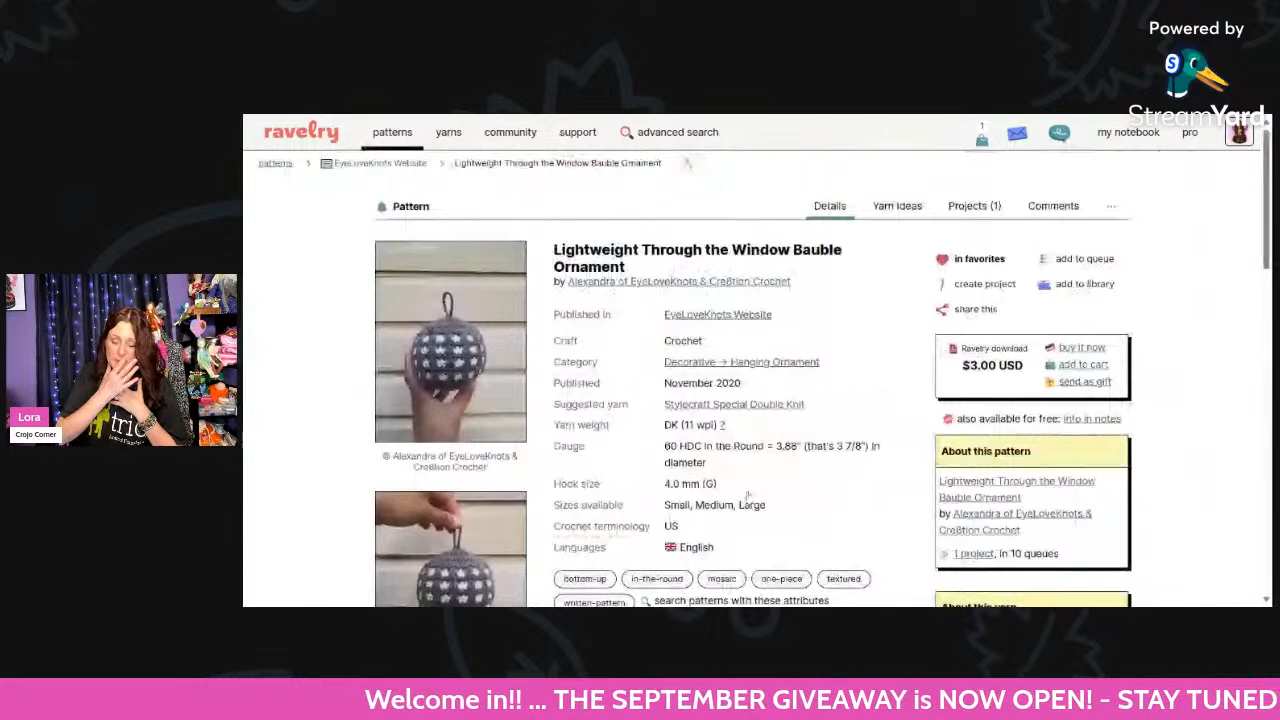 Powered by
StreamYard
ravelry patterns yarns community support advanced search 1 my notebook pro
patterns > EyeLoveKnots Website > Lightweight Through the Window Bauble Ornament
Pattern Details Yarn Ideas Projects (1) Comments ...
Lightweight Through the Window Bauble
Ornament
by Alexandra of EyeLoveKnots & Cre8tion Crochet
Published in EyeLoveKnots Website
Craft Crochet
Category Decorative → Hanging Ornament
Published November 2020
Suggested yarn Stylecraft Special Double Knit
Yarn weight DK (11 wpi) ?
Gauge 60 HDC in the Round = 3.88" (that's 3 7/8") in
diameter
Hook size 4.0 mm (G)
Sizes available Small, Medium, Large
Crochet terminology US
Languages English
bottom-up in-the-round mosaic one-piece textured
written-pattern search patterns with these attributes
© Alexandra of EyeLoveKnots &
Cre8tion Crochet
in favorites add to queue
create project add to library
share this
Ravelry download buy it now
$3.00 USD add to cart
send as gift
also available for free: info in notes
About this pattern
Lightweight Through the Window
Bauble Ornament
by Alexandra of EyeLoveKnots &
Cre8tion Crochet
1 project, in 10 queues
About this yarn
Lora
Crojo Corner
Welcome in!! ... THE SEPTEMBER GIVEAWAY is NOW OPEN! - STAY TUNED